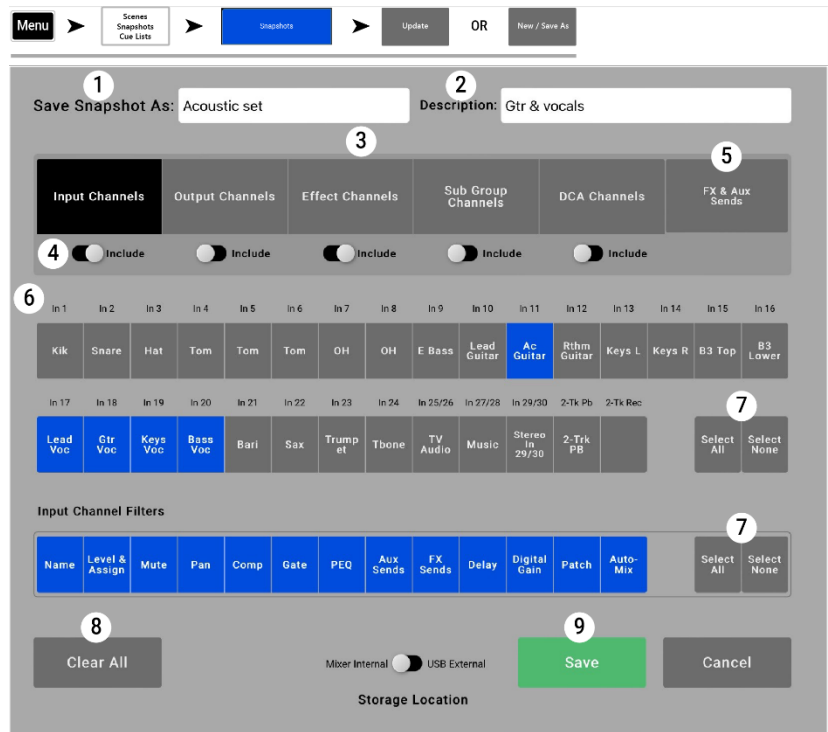 Menu
Scenes
Snapshots
Cue Lists
Snapshots
Update
OR
New / Save As
1
2
Save Snapshot As: Acoustic set
Description: Gtr & vocals
3
5
Input Channels
Output Channels
Effect Channels
Sub Group
Channels
DCA Channels
FX & Aux
Sends
4 Include Include Include Include Include
6
In 1 In 2 In 3 In 4 In 5 In 6 In 7 In 8 In 9 In 10 In 11 In 12 In 13 In 14 In 15 In 16
Kik
Snare
Hat
Tom
Tom
Tom
OH
OH
E Bass
Lead
Guitar
Ac
Guitar
Rthm
Guitar
Keys L
Keys R
B3 Top
B3
Lower
In 17 In 18 In 19 In 20 In 21 In 22 In 23 In 24 In 25/26 In 27/28 In 29/30 2-Tk Pb 2-Tk Rec
7
Lead
Voc
Gtr
Voc
Keys
Voc
Bass
Voc
Bari
Sax
Trump
et
Tbone
TV
Audio
Music
Stereo
In
29/30
2-Trk
PB
Select
All
Select
None
Input Channel Filters
7
Name
Level &
Assign
Mute
Pan
Comp
Gate
PEQ
Aux
Sends
FX
Sends
Delay
Digital
Gain
Patch
Auto-
Mix
Select
All
Select
None
8
9
Clear All
Mixer Internal
USB External
Storage Location
Save
Cancel